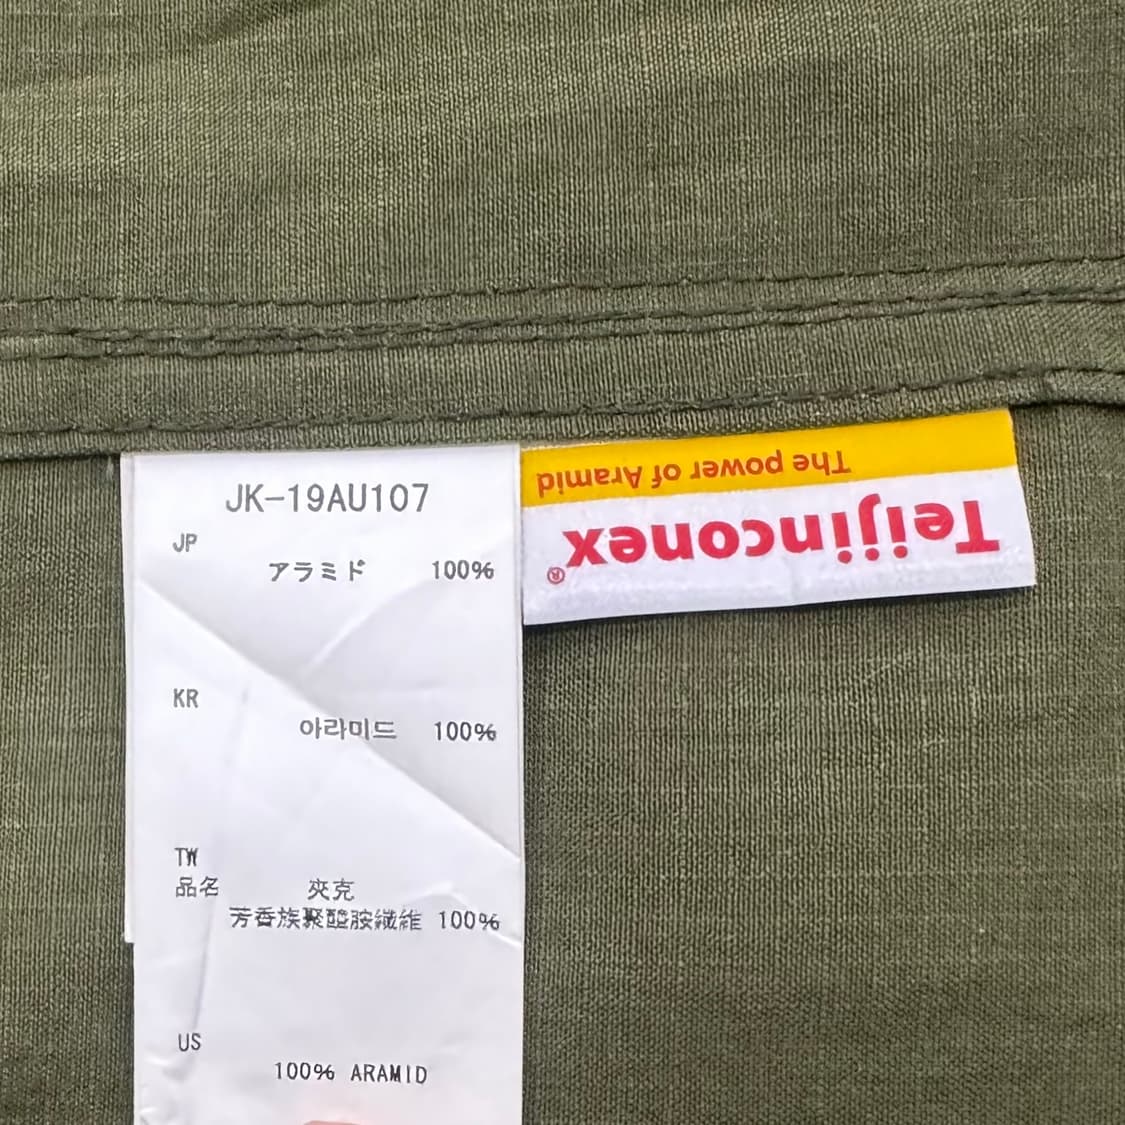 JK-19AU107
JP
アラミド 100%
KR
아라미드 100%
TW
品名 夾克
芳香族聚醯胺纖維 100%
US
100% ARAMID
The power of Aramid
Teijinconex®